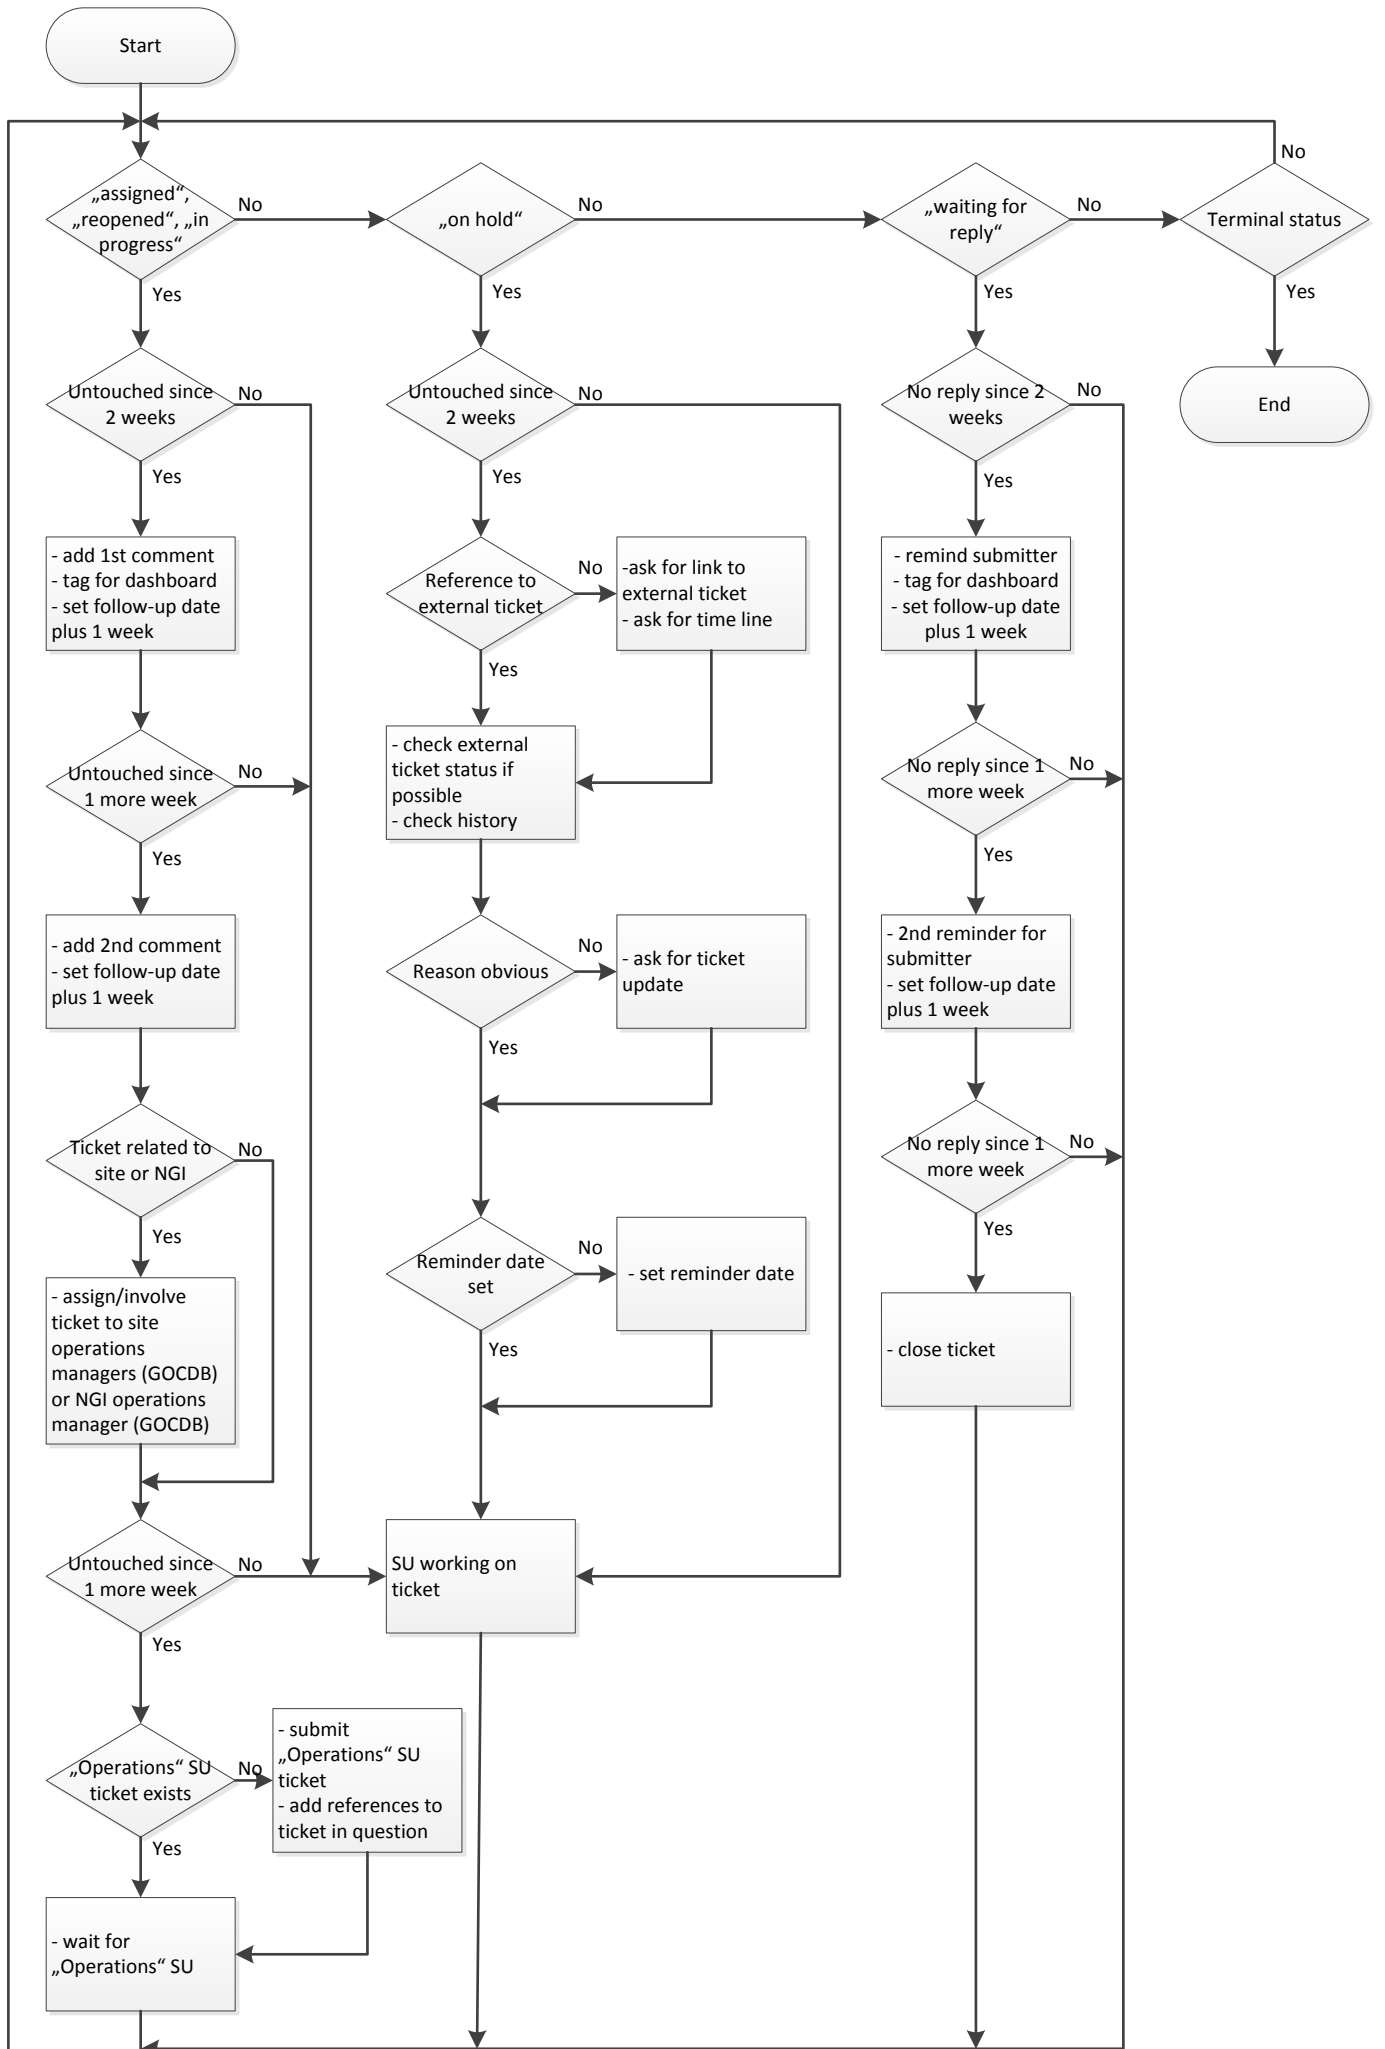 Start
No
„assigned“,
„reopened“, „in
progress“
No
„on hold“
No
„waiting for
reply“
No
Terminal status
Yes
Yes
Yes
Yes
Untouched since
2 weeks
No
Untouched since
2 weeks
No
No reply since 2
weeks
No
End
Yes
Yes
Yes
- add 1st comment
- tag for dashboard
- set follow-up date
plus 1 week
Reference to
external ticket
No
-ask for link to
external ticket
- ask for time line
- remind submitter
- tag for dashboard
- set follow-up date
plus 1 week
Yes
Untouched since
1 more week
No
- check external
ticket status if
possible
- check history
No reply since 1
more week
No
Yes
Yes
- add 2nd comment
- set follow-up date
plus 1 week
Reason obvious
No
- ask for ticket
update
- 2nd reminder for
submitter
- set follow-up date
plus 1 week
Yes
Ticket related to
site or NGI
No
No reply since 1
more week
No
Yes
Yes
Reminder date
set
No
- set reminder date
- assign/involve
ticket to site
operations
managers (GOCDB)
or NGI operations
manager (GOCDB)
Yes
- close ticket
Untouched since
1 more week
No
SU working on
ticket
Yes
„Operations“ SU
ticket exists
No
- submit
„Operations“ SU
ticket
- add references to
ticket in question
Yes
- wait for
„Operations“ SU